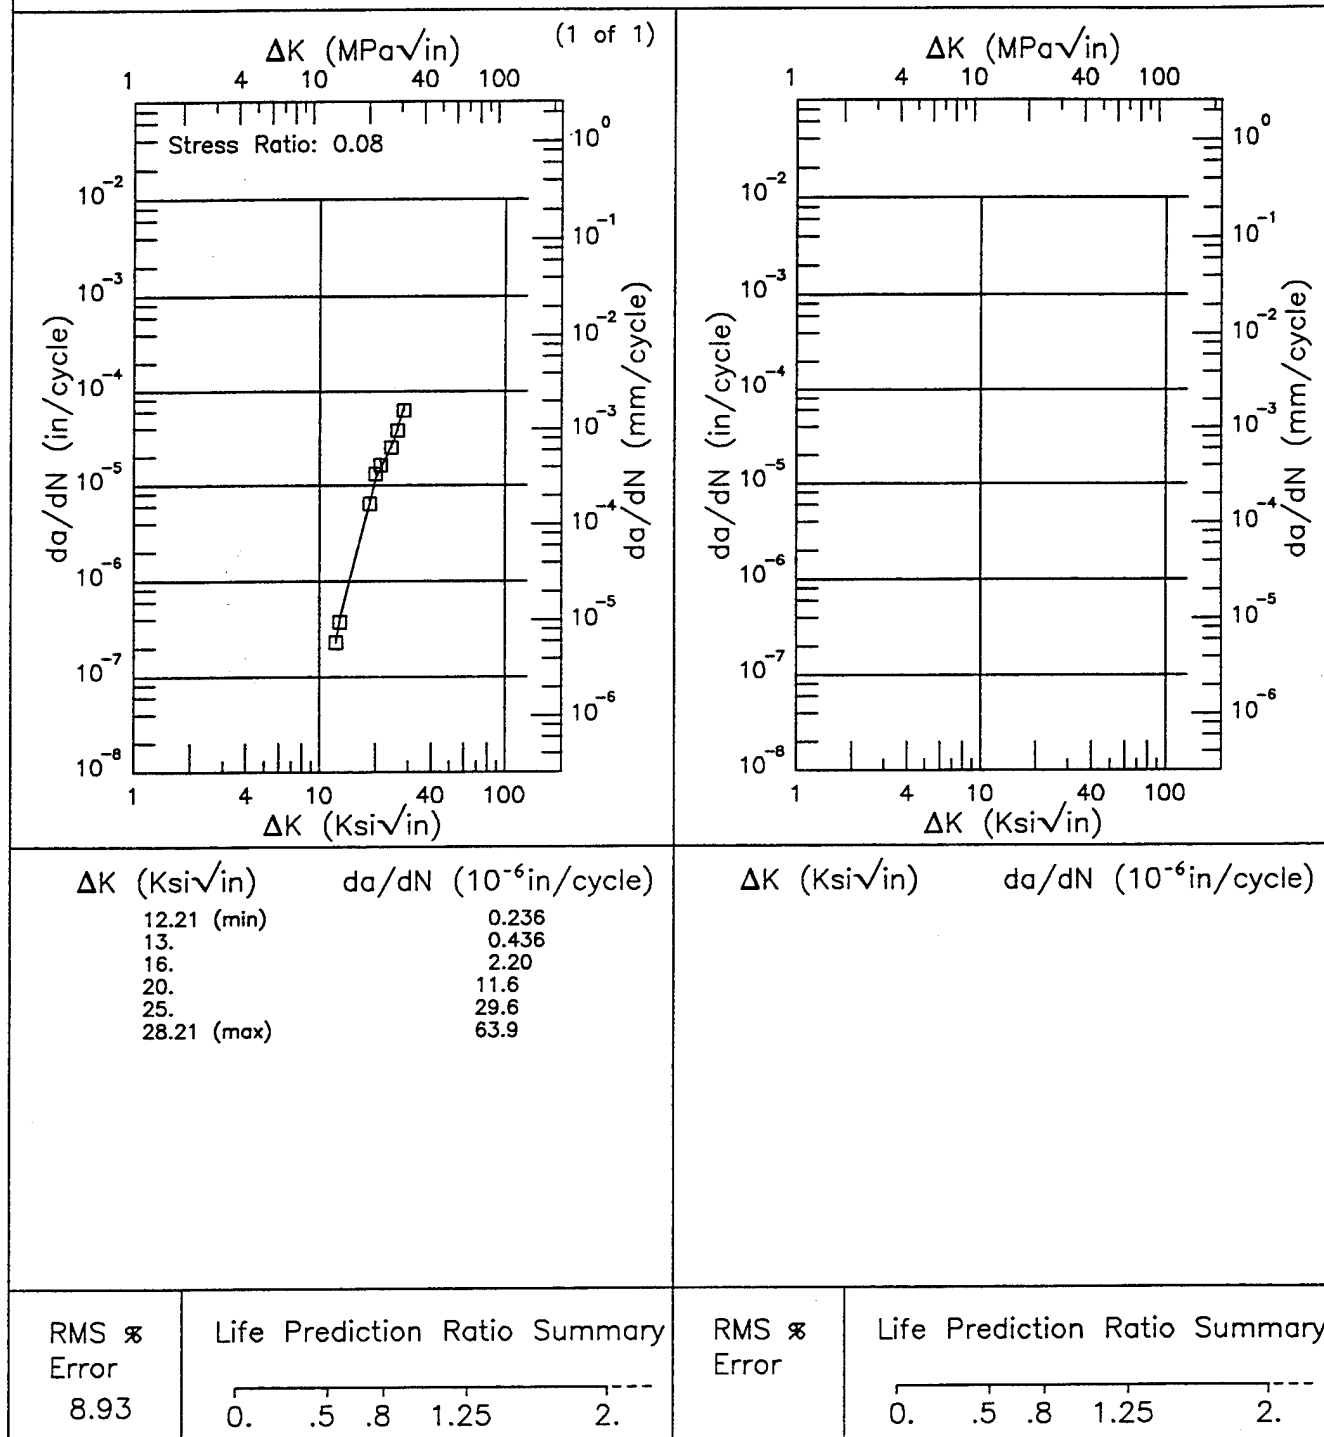 (1 of 1)
ΔK (MPa√in)
1 4 10 40 100
Stress Ratio: 0.08
10⁻²
10⁻³
10⁻⁴
10⁻⁵
10⁻⁶
10⁻⁷
10⁻⁸
da/dN (in/cycle)
10⁰
10⁻¹
10⁻²
10⁻³
10⁻⁴
10⁻⁵
10⁻⁶
da/dN (mm/cycle)
1 4 10 40 100
ΔK (Ksi√in)
ΔK (MPa√in)
1 4 10 40 100
10⁻²
10⁻³
10⁻⁴
10⁻⁵
10⁻⁶
10⁻⁷
10⁻⁸
da/dN (in/cycle)
10⁰
10⁻¹
10⁻²
10⁻³
10⁻⁴
10⁻⁵
10⁻⁶
da/dN (mm/cycle)
1 4 10 40 100
ΔK (Ksi√in)
ΔK (Ksi√in) da/dN (10⁻⁶in/cycle)
12.21 (min) 0.236
13. 0.436
16. 2.20
20. 11.6
25. 29.6
28.21 (max) 63.9
ΔK (Ksi√in) da/dN (10⁻⁶in/cycle)
RMS %
Error
8.93
Life Prediction Ratio Summary
0. .5 .8 1.25 2.
RMS %
Error
Life Prediction Ratio Summary
0. .5 .8 1.25 2.